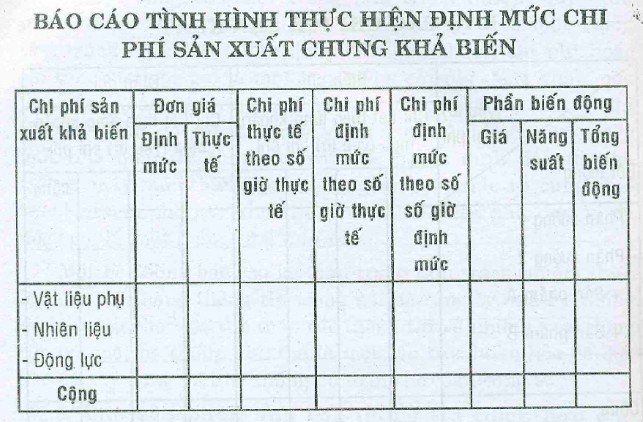 BÁO CÁO TÌNH HÌNH THỰC HIỆN ĐỊNH MỨC CHI
PHÍ SẢN XUẤT CHUNG KHẢ BIẾN
Chi phí sản
xuất khả biến
Đơn giá
Định
mức
Thực
tế
Chi phí
thực tế
theo số
giờ thực
tế
Chi phí
định
mức
theo số
giờ thực
tế
Chi phí
định
mức
theo số
số giờ
định
mức
Phần biến động
Giá
Năng
suất
Tổng
biến
động
- Vật liệu phụ
- Nhiên liệu
- Động lực
Cộng